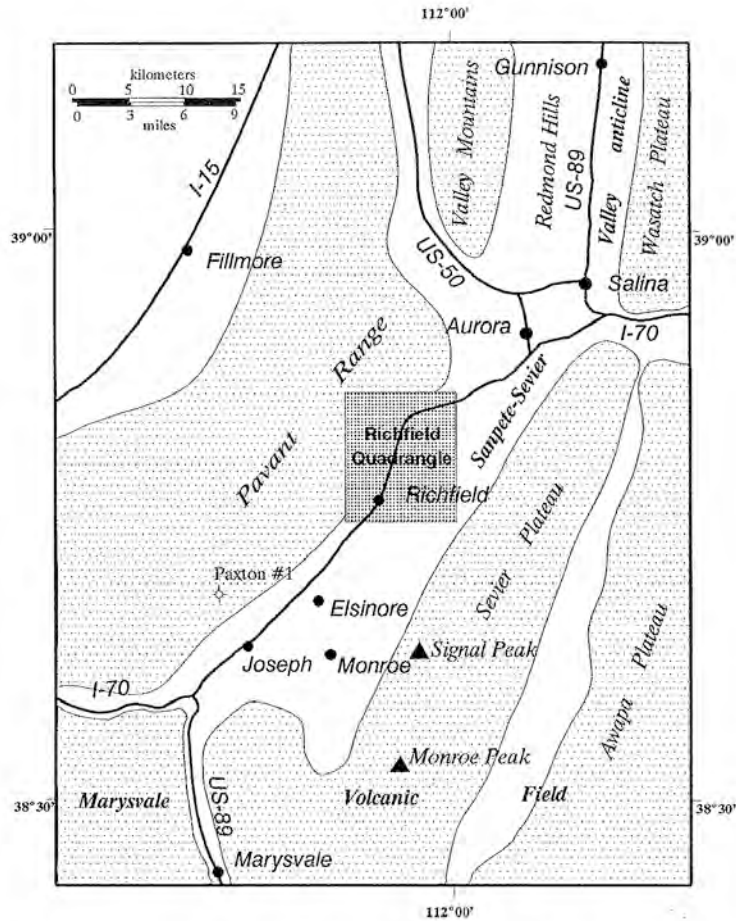 112°00'
kilometers
0 5 10 15
0 3 6 9
miles
Gunnison
Valley Mountains
Redmond Hills
US-89
Valley anticline
Wasatch Plateau
I-15
39°00'
39°00'
Fillmore
US-50
Salina
Aurora
I-70
Pavant Range
Sanpete-Sevier
Richfield
Quadrangle
Richfield
Paxton #1
Elsinore
Sevier Plateau
Signal Peak
Joseph
Monroe
Awapa Plateau
I-70
Monroe Peak
Marysvale
Volcanic
Field
38°30'
38°30'
US-89
Marysvale
112°00'